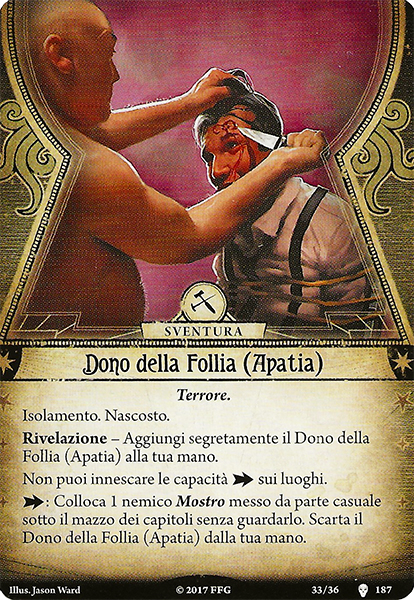 SVENTURA
Dono della Follia (Apatia)
Terrore.
Isolamento. Nascosto.
Rivelazione – Aggiungi segretamente il Dono della
Follia (Apatia) alla tua mano.
Non puoi innescare le capacità sui luoghi.
: Colloca 1 nemico Mostro messo da parte casuale
sotto il mazzo dei capitoli senza guardarlo. Scarta il
Dono della Follia (Apatia) dalla tua mano.
Illus. Jason Ward © 2017 FFG 33/36 187